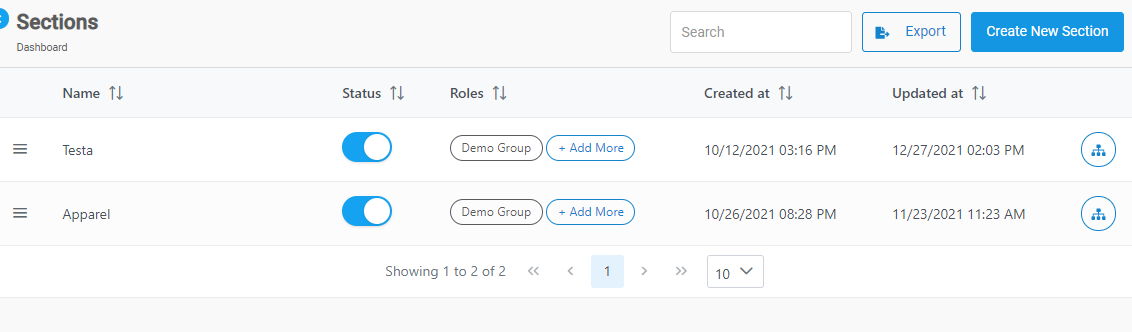 Sections
Dashboard
Search
Export
Create New Section
Name Status Roles Created at Updated at
Testa Demo Group + Add More 10/12/2021 03:16 PM 12/27/2021 02:03 PM
Apparel Demo Group + Add More 10/26/2021 08:28 PM 11/23/2021 11:23 AM
Showing 1 to 2 of 2 1 10